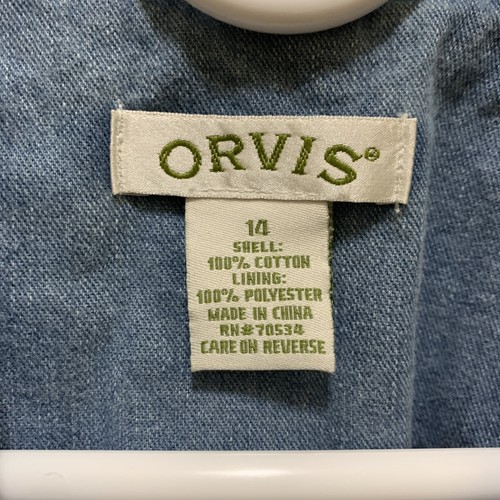 ORVIS®
14
SHELL:
100% COTTON
LINING:
100% POLYESTER
MADE IN CHINA
RN#70534
CARE ON REVERSE